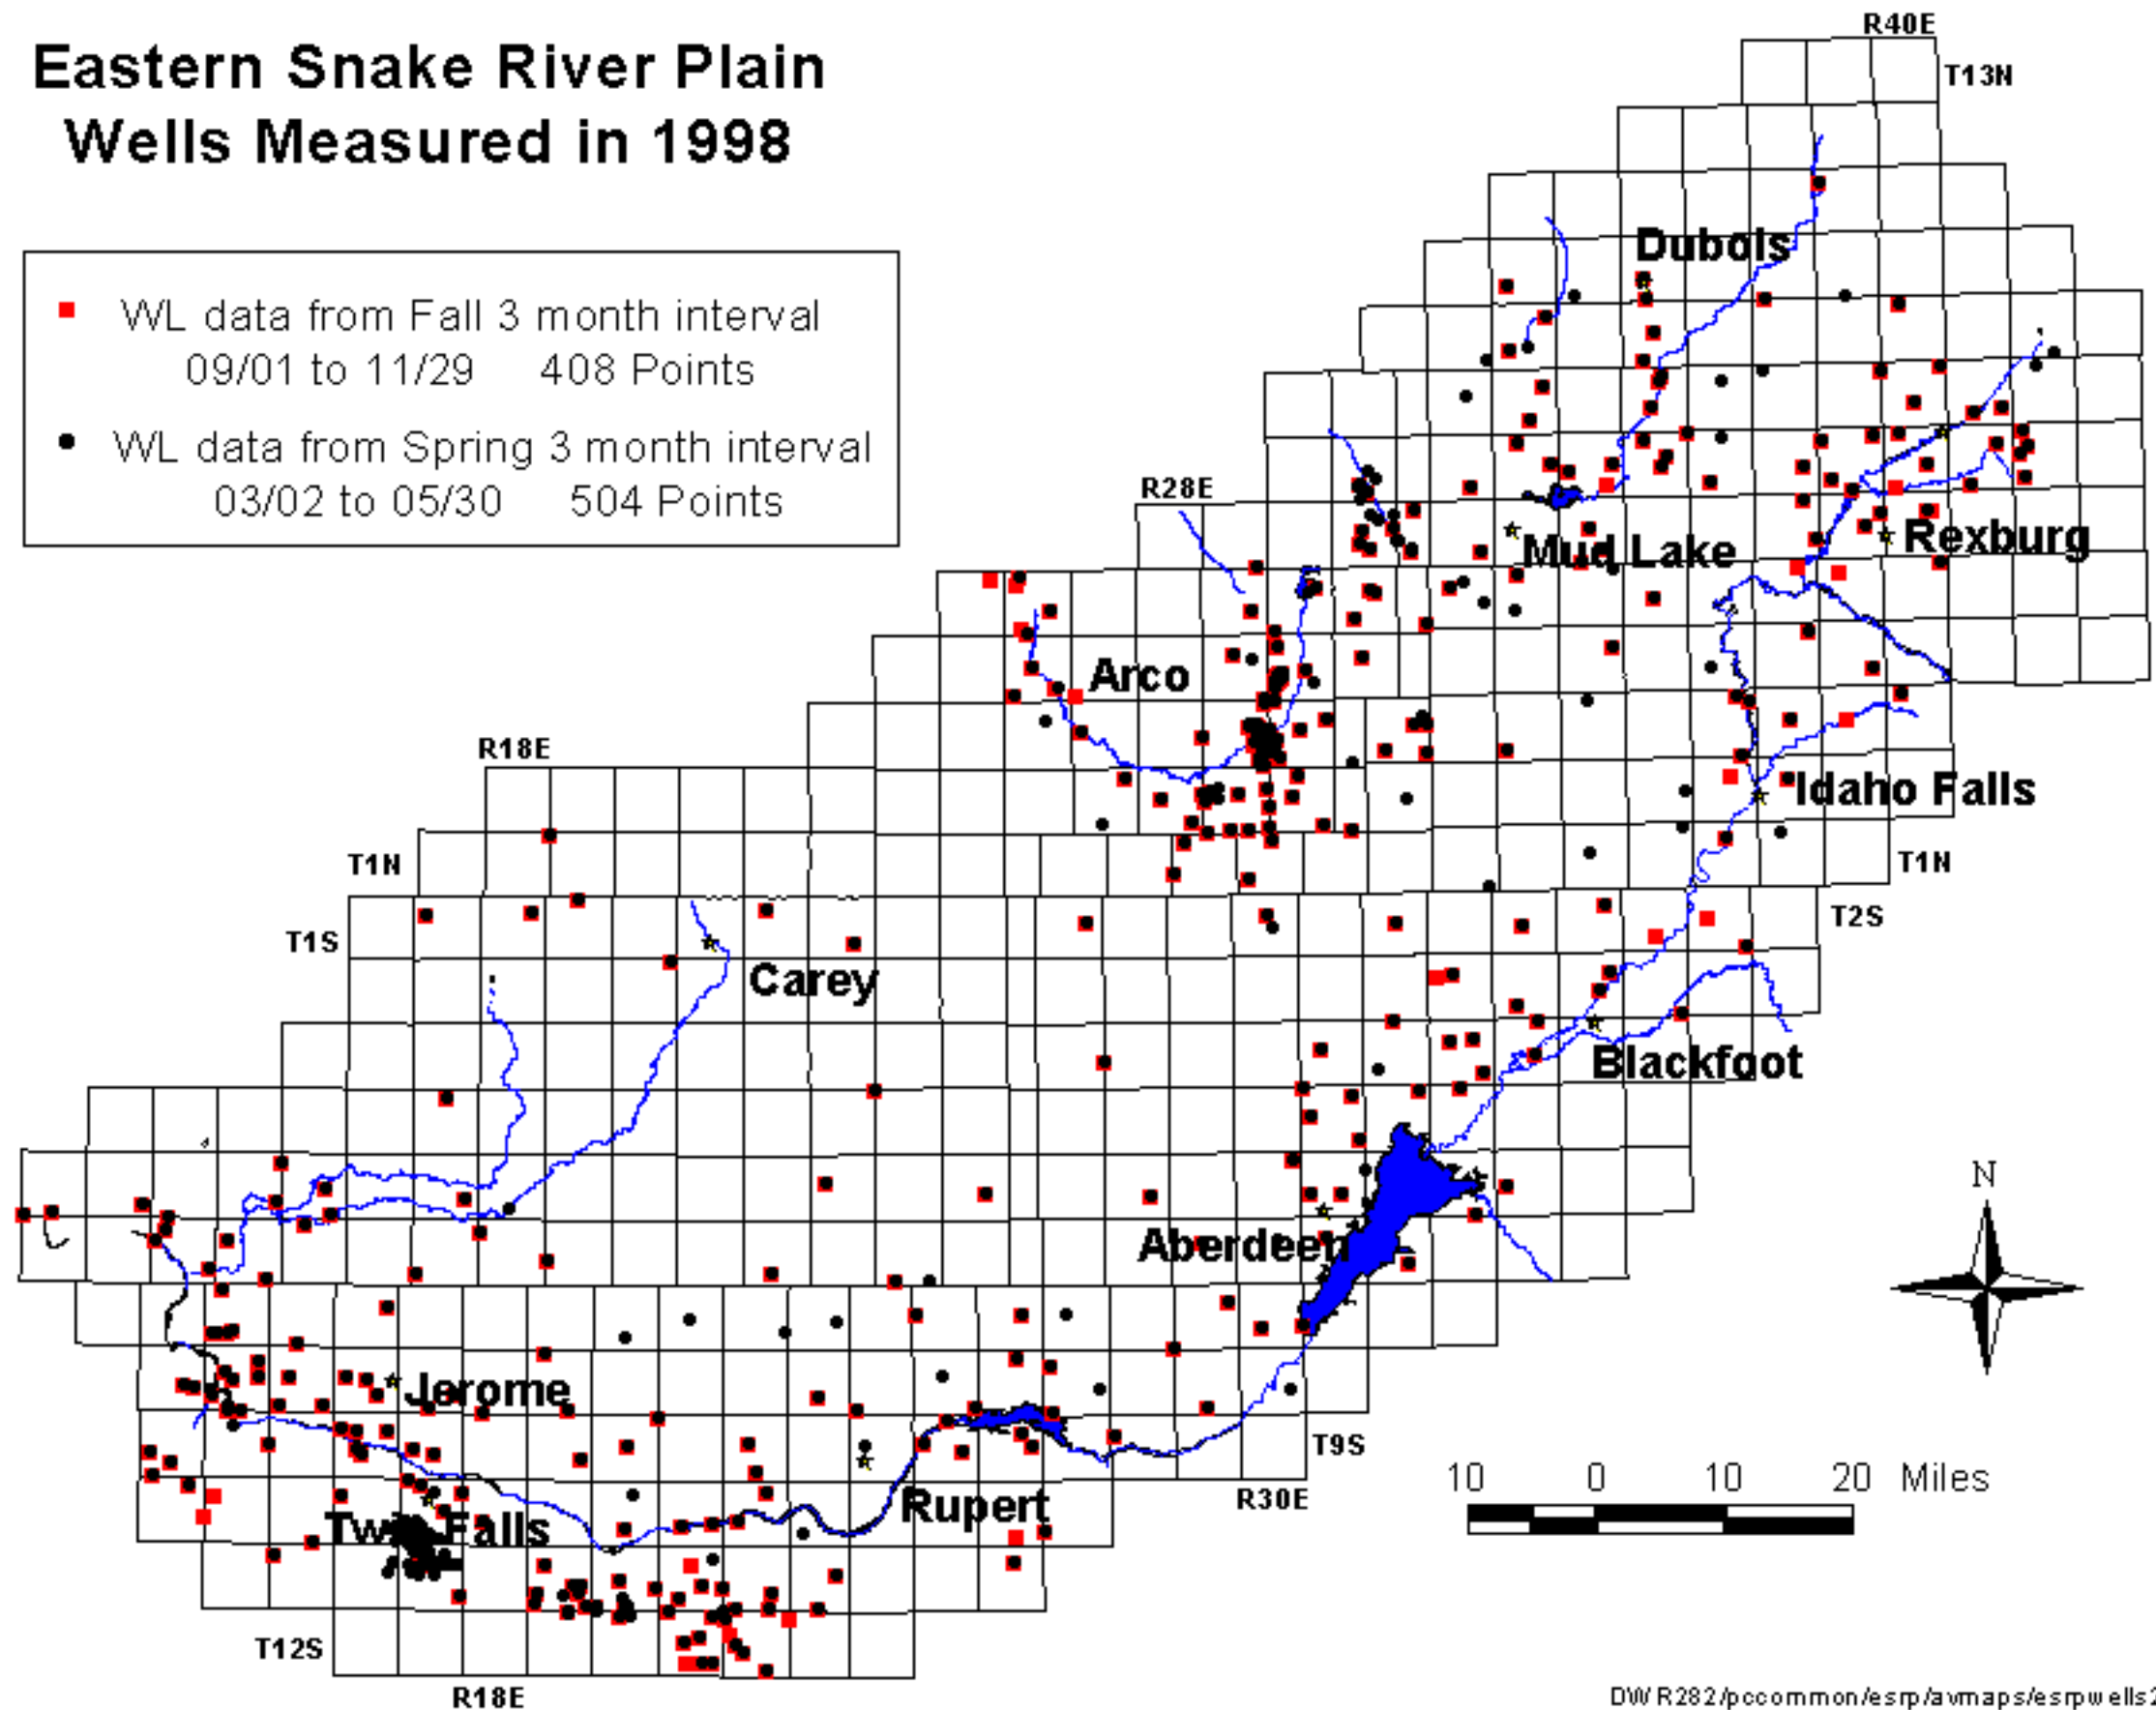 Eastern Snake River Plain
Wells Measured in 1998
WL data from Fall 3 month interval
09/01 to 11/29 408 Points
WL data from Spring 3 month interval
03/02 to 05/30 504 Points
R40E
T13N
Dubois
R28E
Mud Lake
Rexburg
Arco
R18E
Idaho Falls
T1N
T1N
T1S
T2S
Carey
Blackfoot
N
Aberdeen
Jerome
T9S
10 0 10 20 Miles
R30E
Rupert
Twin Falls
T12S
R18E
DWR282/pccommon/esrp/avmaps/esrpwells2